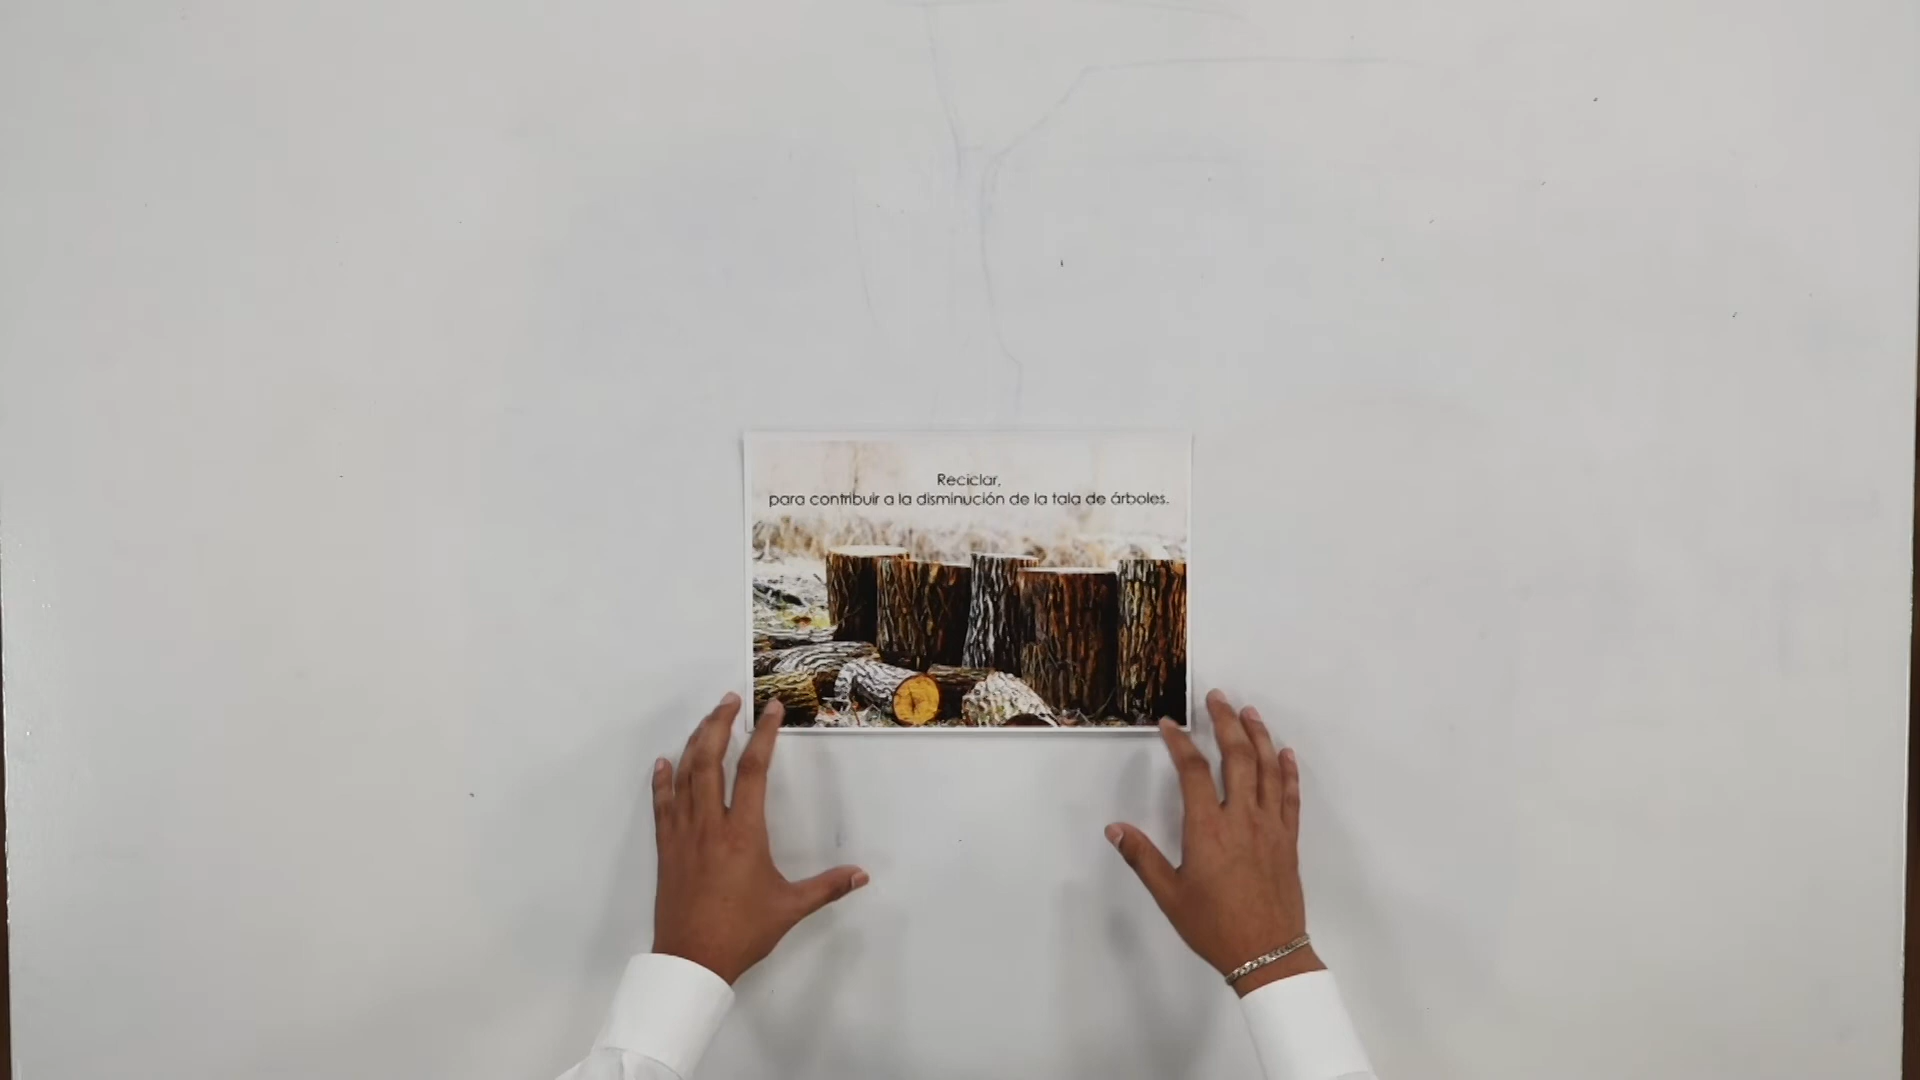 Reciclar,
para contribuir a la disminución de la tala de árboles.